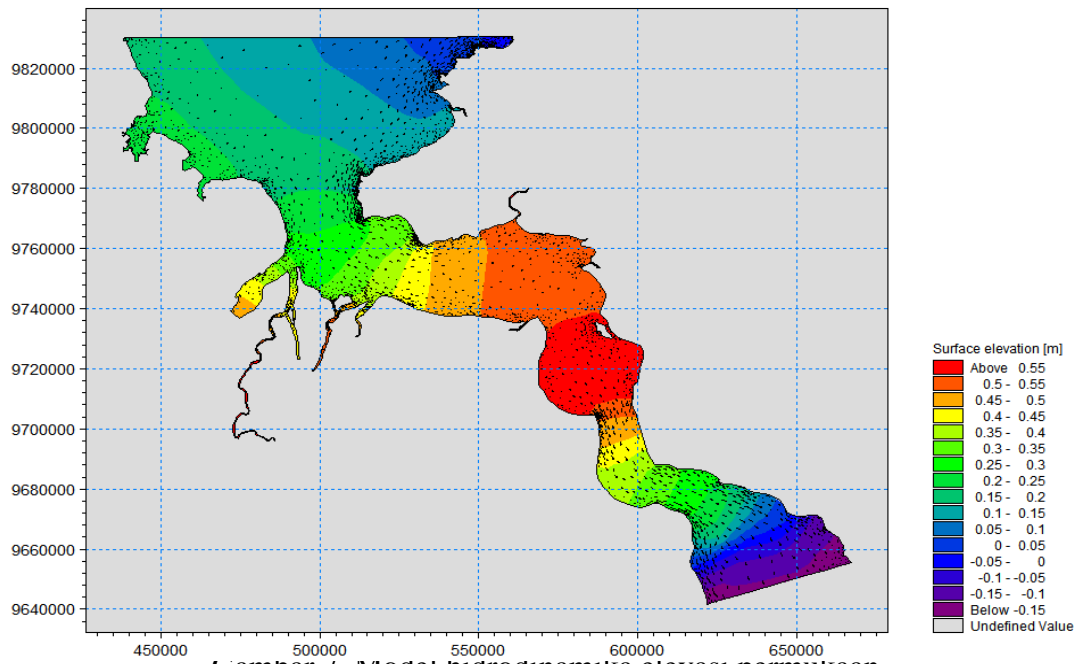 9820000
9800000
9780000
9760000
9740000
9720000
9700000
9680000
9660000
9640000
450000 500000 550000 600000 650000
Surface elevation [m]
Above 0.55
0.5 - 0.55
0.45 - 0.5
0.4 - 0.45
0.35 - 0.4
0.3 - 0.35
0.25 - 0.3
0.2 - 0.25
0.15 - 0.2
0.1 - 0.15
0.05 - 0.1
0 - 0.05
-0.05 - 0
-0.1 - -0.05
-0.15 - -0.1
Below -0.15
Undefined Value
Model hidrodinamika elevasi permukaan